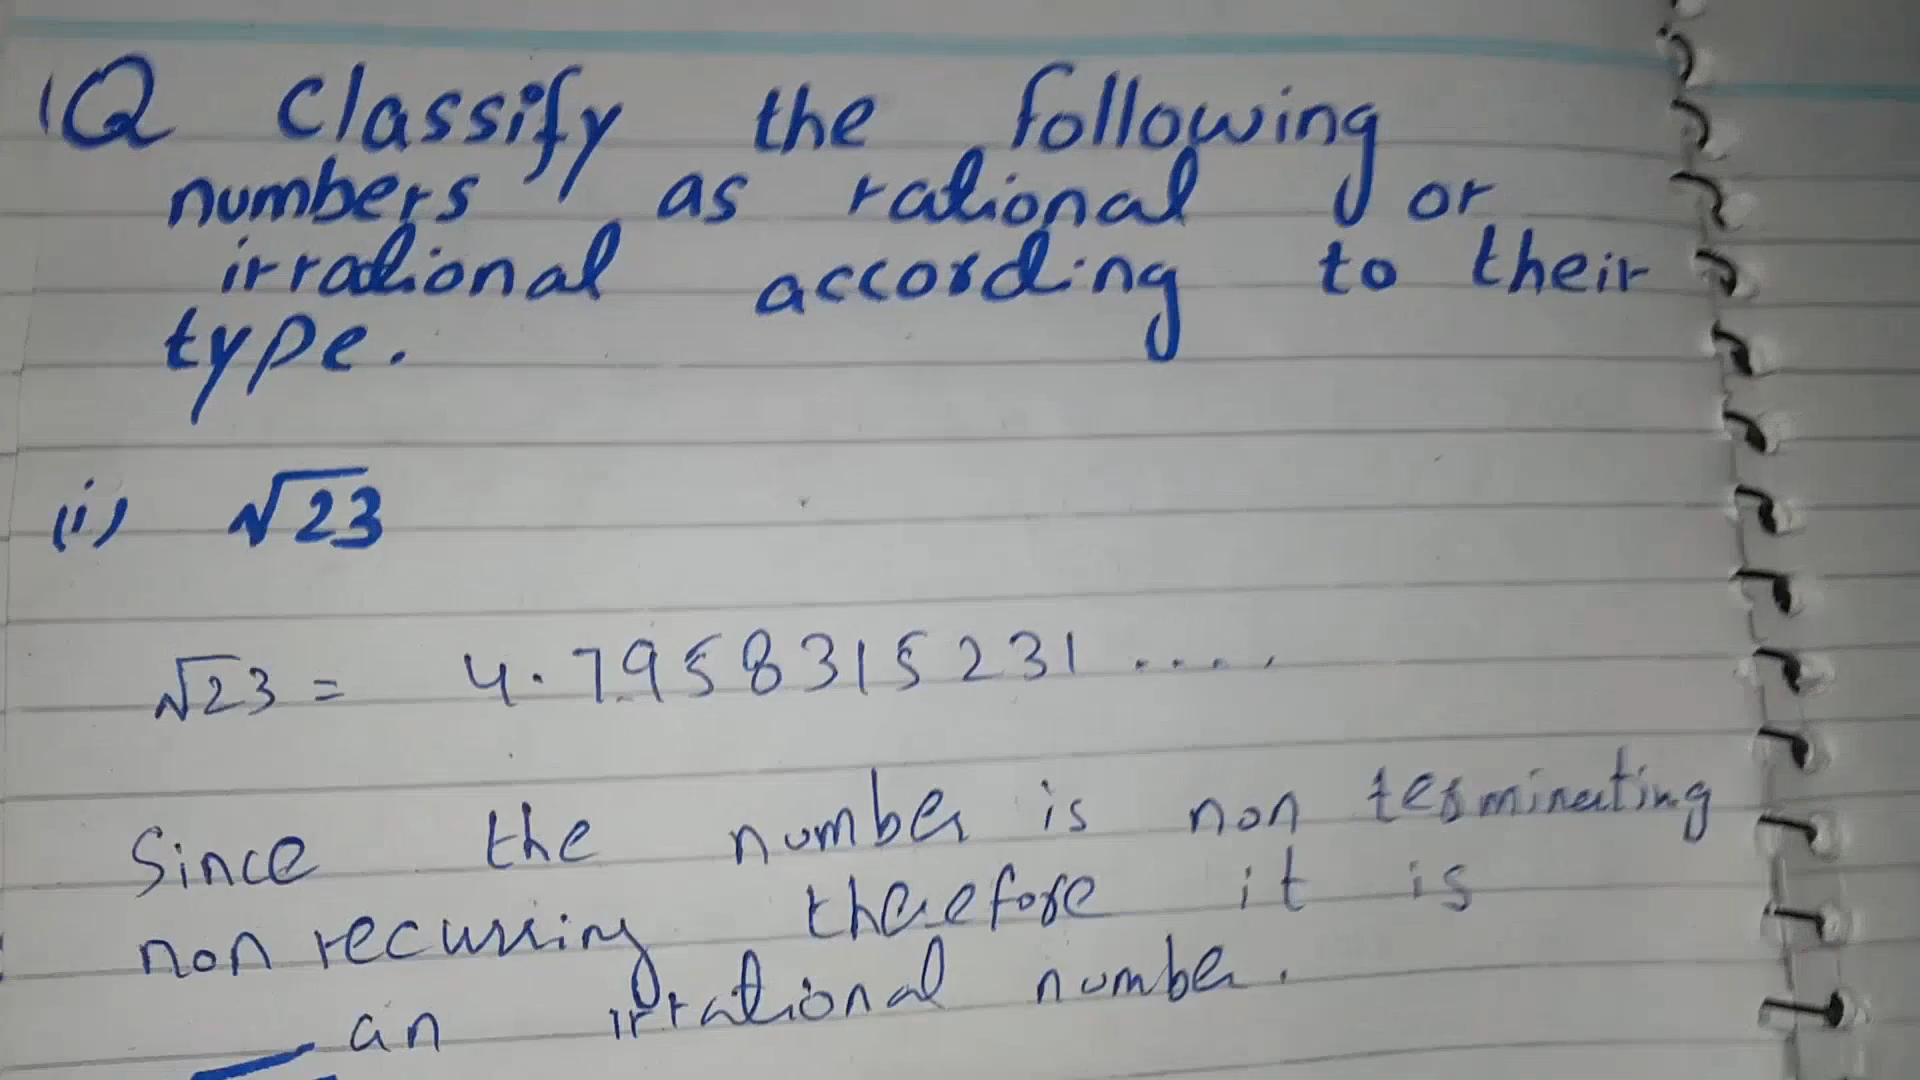 1Q Classify the following
numbers as rational or
irrational according to their
type.
(i) √23
√23 = 4.7958315231 ....
Since the number is non terminating
non recurring therefore it is
an irrational number.